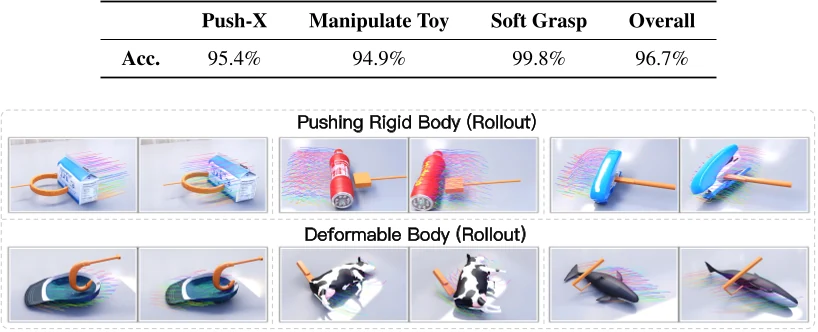 Push-X Manipulate Toy Soft Grasp Overall
Acc. 95.4% 94.9% 99.8% 96.7%
Pushing Rigid Body (Rollout)
Deformable Body (Rollout)